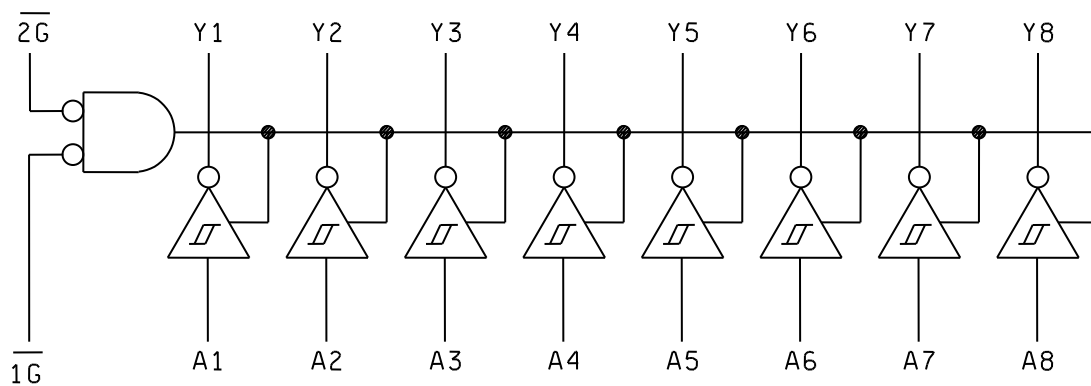 2G̅ Y1 Y2 Y3 Y4 Y5 Y6 Y7 Y8
1G̅ A1 A2 A3 A4 A5 A6 A7 A8